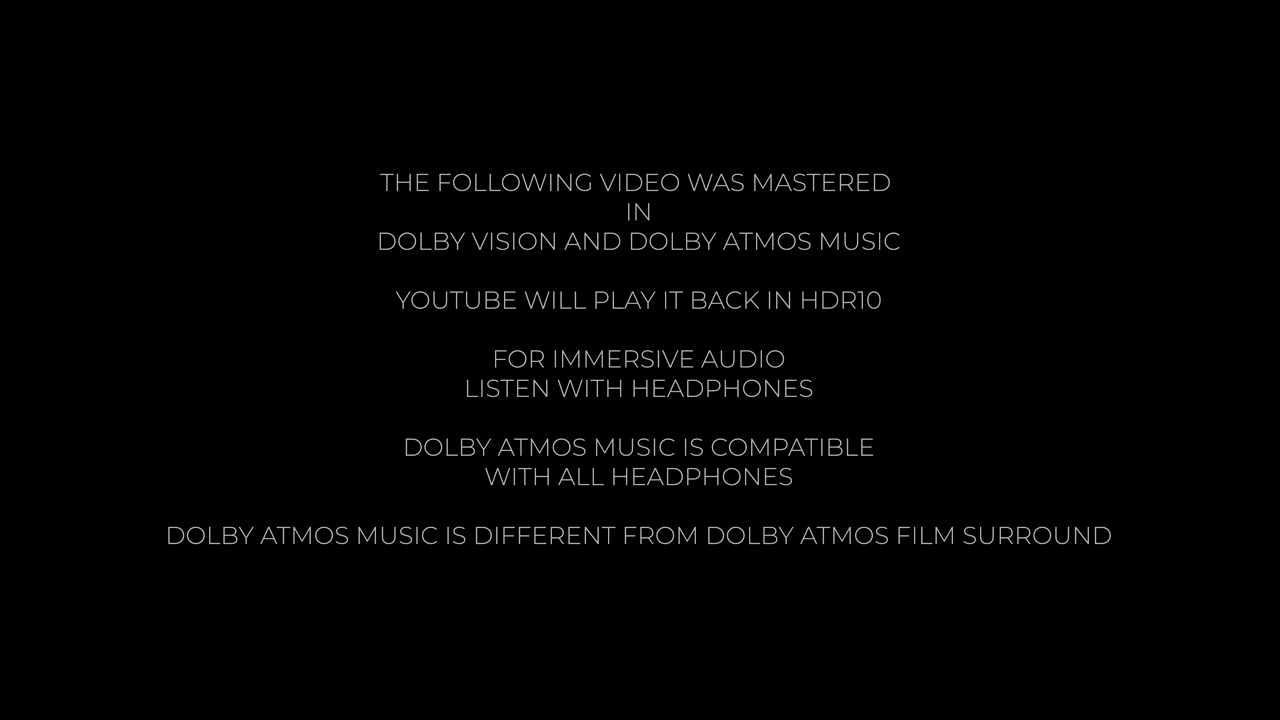 THE FOLLOWING VIDEO WAS MASTERED
IN
DOLBY VISION AND DOLBY ATMOS MUSIC
YOUTUBE WILL PLAY IT BACK IN HDR10
FOR IMMERSIVE AUDIO
LISTEN WITH HEADPHONES
DOLBY ATMOS MUSIC IS COMPATIBLE
WITH ALL HEADPHONES
DOLBY ATMOS MUSIC IS DIFFERENT FROM DOLBY ATMOS FILM SURROUND